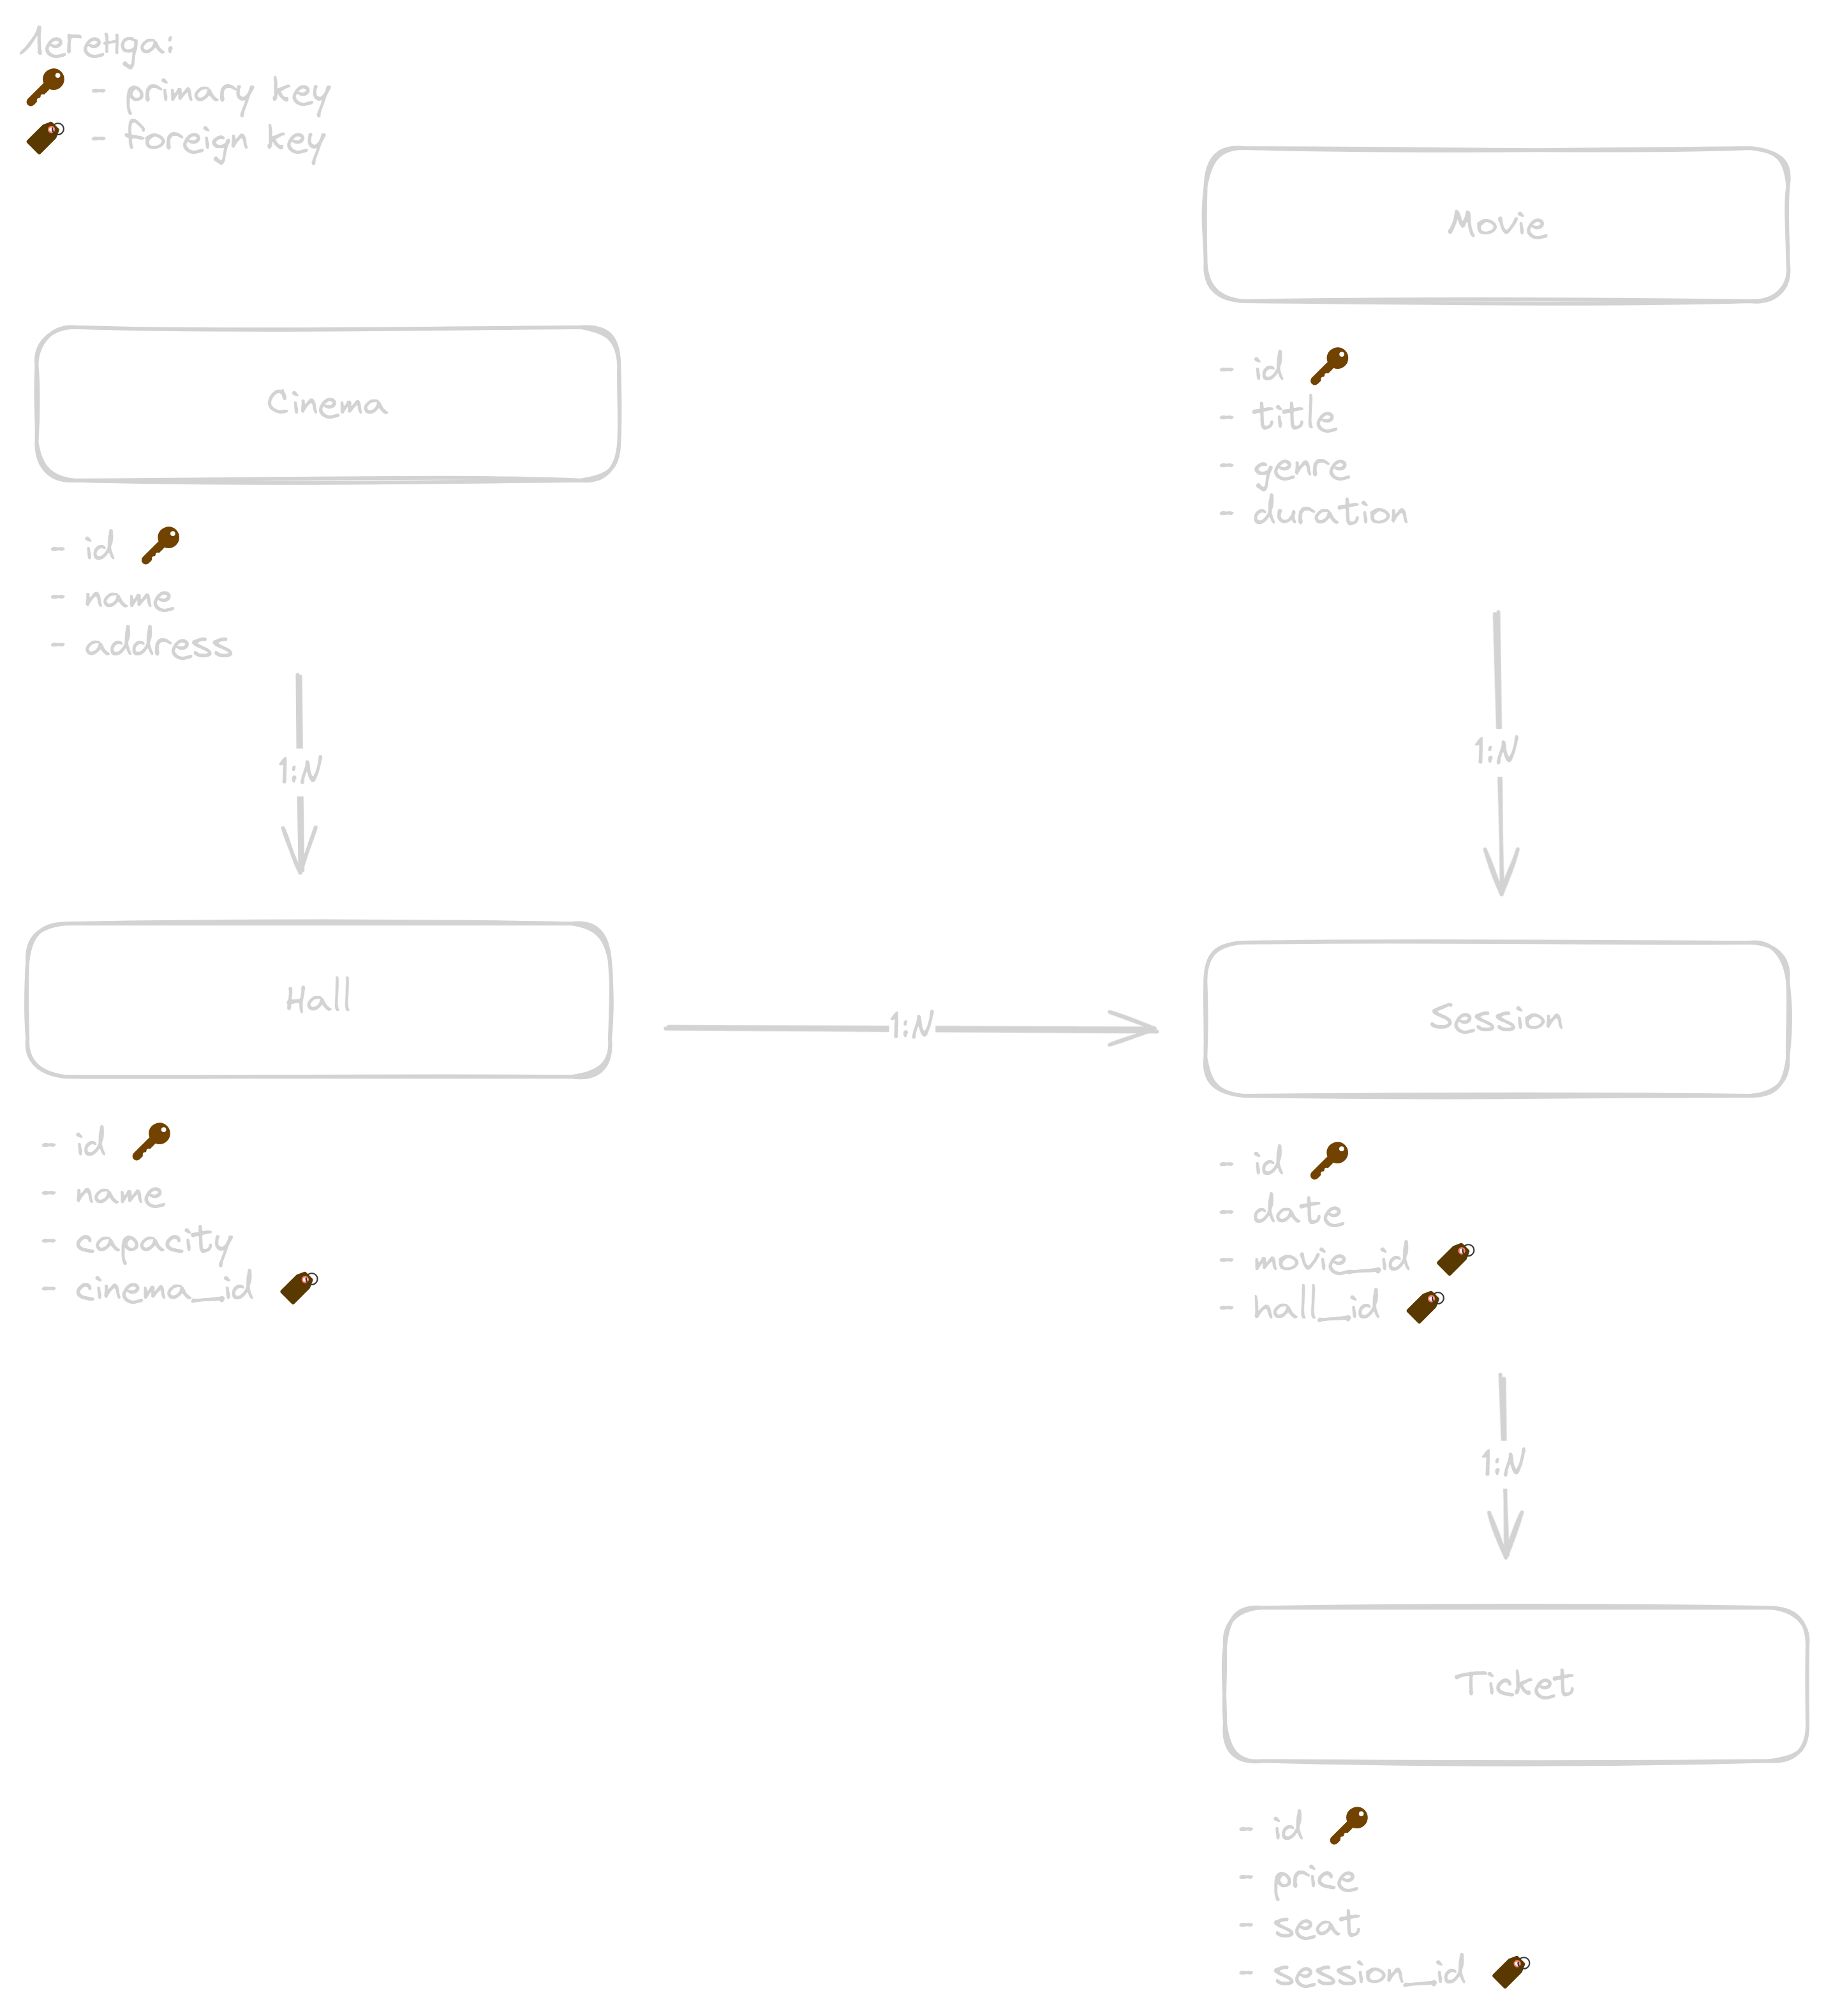 Легенда:
- primary key
- foreign key
Movie
- id
- title
- genre
- duration
Cinema
- id
- name
- address
1:N
1:N
Hall
- id
- name
- capacity
- cinema_id
1:N
Session
- id
- date
- movie_id
- hall_id
1:N
Ticket
- id
- price
- seat
- session_id